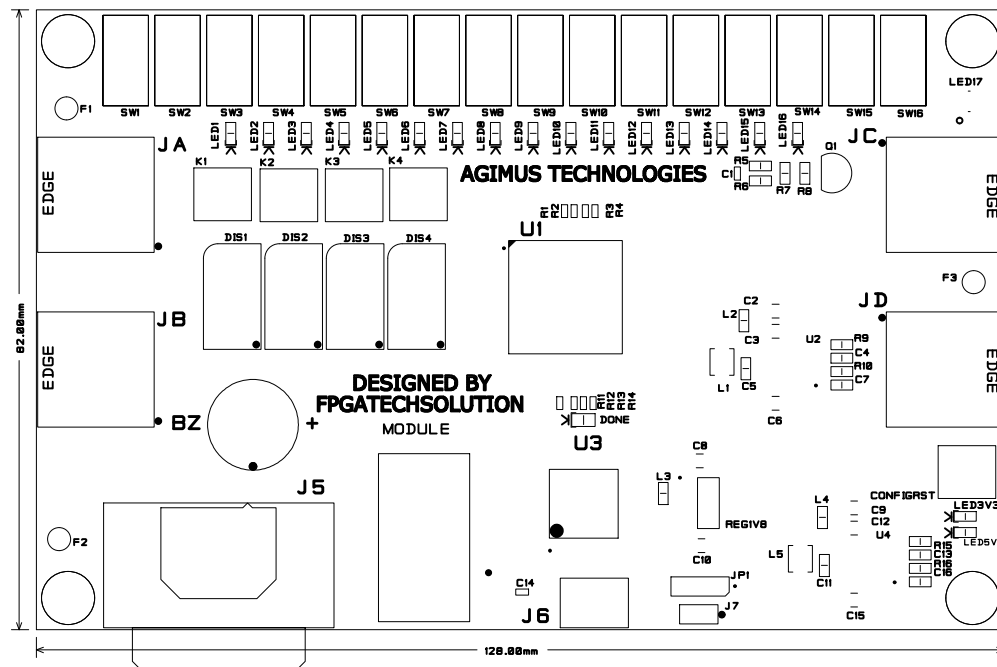 SW1 SW2 SW3 SW4 SW5 SW6 SW7 SW8 SW9 SW10 SW11 SW12 SW13 SW14 SW15 SW16
LED17
F1
LED1 LED2 LED3 LED4 LED5 LED6 LED7 LED8 LED9 LED10 LED11 LED12 LED13 LED14 LED15 LED16
JA
JC
EDGE
EDGE
K1 K2 K3 K4
AGIMUS TECHNOLOGIES
C1
R5
R6
R7
R8
Q1
R1
R2
R3
R4
U1
DIS1 DIS2 DIS3 DIS4
F3
JB
JD
EDGE
EDGE
82.00mm
C2
L2
C3
U2
R9
C4
R10
C7
L1
C5
C6
DESIGNED BY
FPGATECHSOLUTION
MODULE
BZ
+
R11
R12
R13
R14
DONE
U3
C8
L3
REG1V8
C10
J5
F2
CONFIGRST
LED3V3
LED5V
L4
C9
C12
U4
L5
C11
R15
C13
R16
C16
C15
C14
J6
JP1
J7
128.00mm